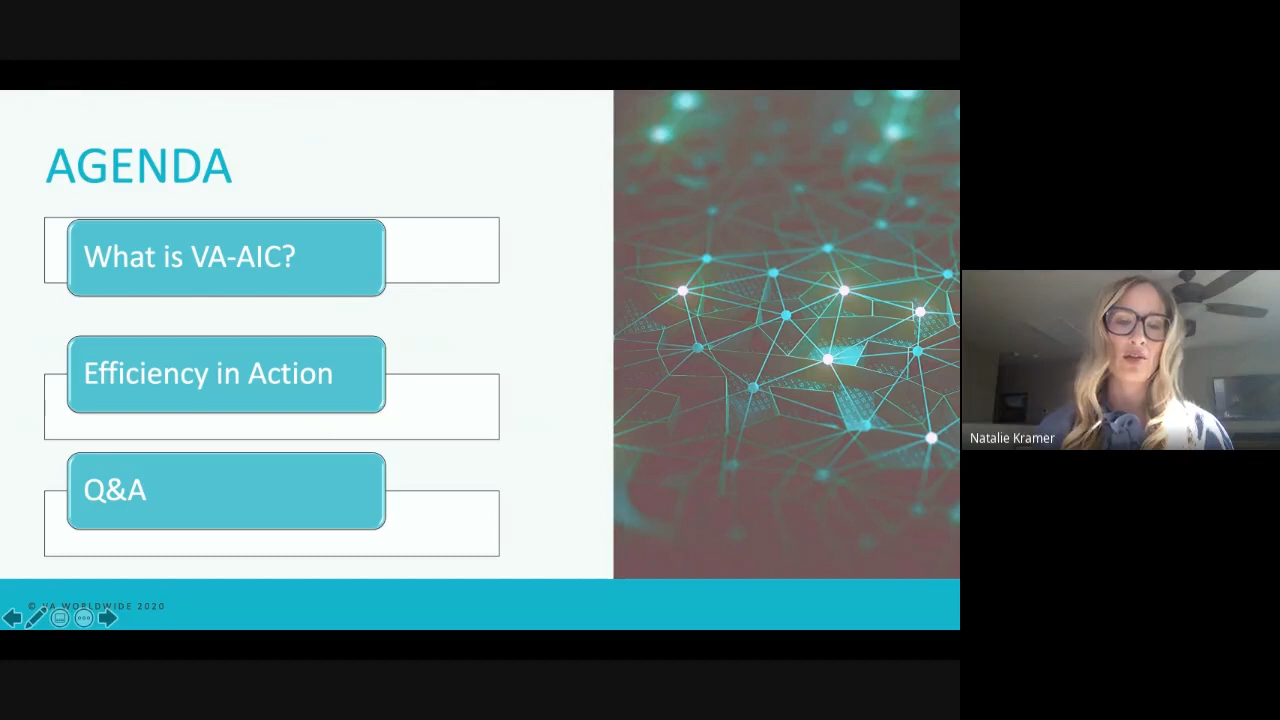 AGENDA
What is VA-AIC?
Efficiency in Action
Q&A
© VA WORLDWIDE 2020
Natalie Kramer